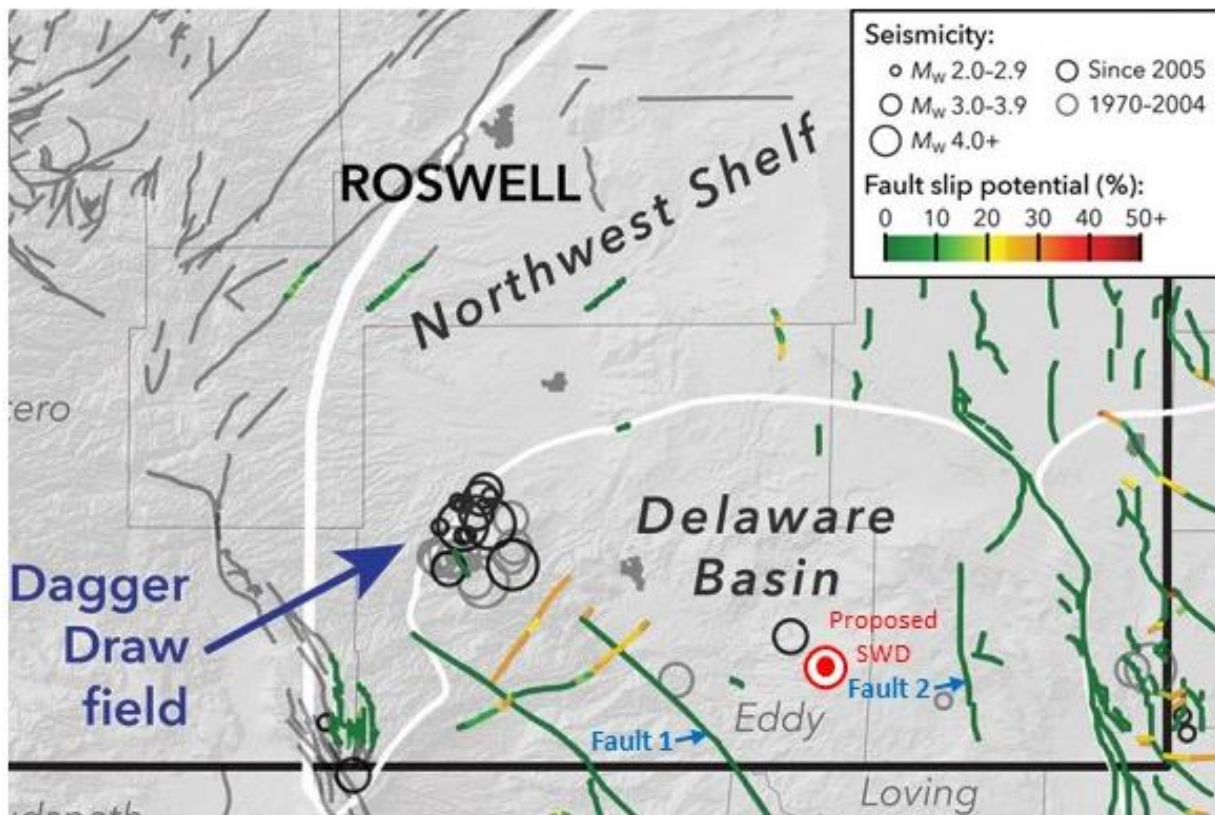 Seismicity:
M_w 2.0–2.9
Since 2005
M_w 3.0–3.9
1970–2004
M_w 4.0+
Fault slip potential (%):
0 10 20 30 40 50+
ROSWELL
Northwest Shelf
tero
Delaware
Basin
Dagger
Draw
field
Proposed
SWD
Fault 2
Eddy
Fault 1
Loving